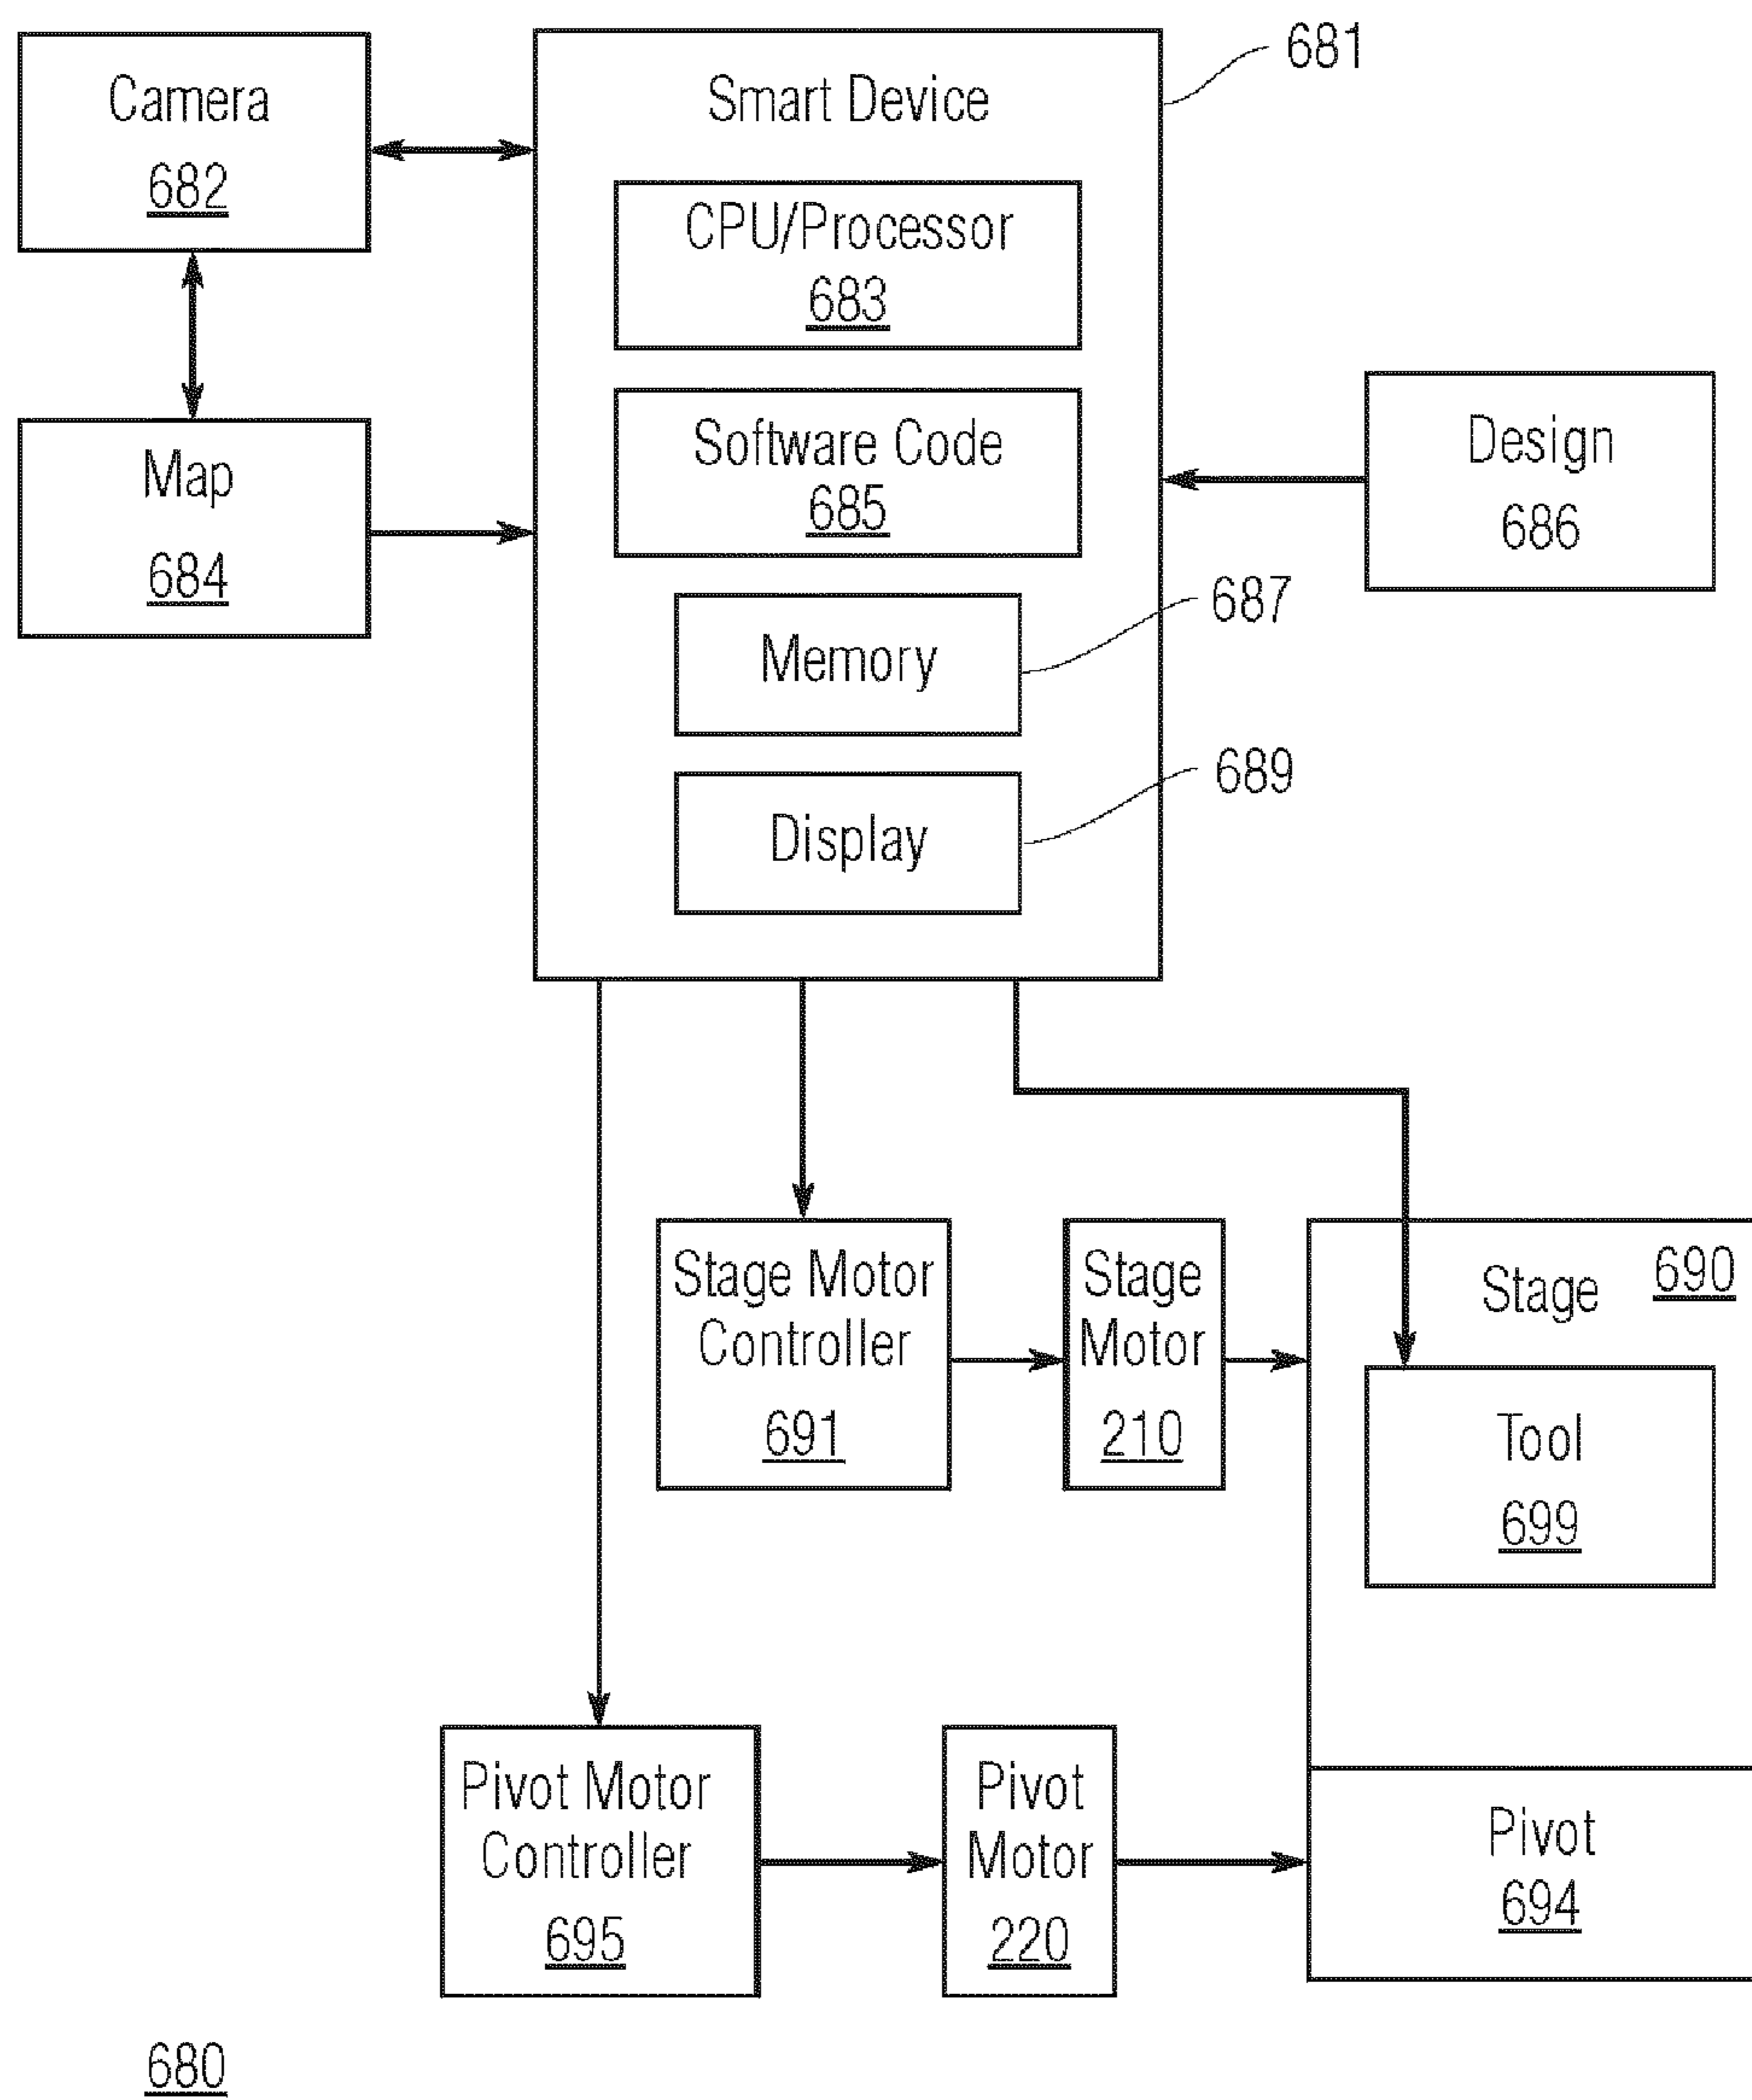 Camera
682
Smart Device
681
CPU/Processor
683
Software Code
685
Map
684
Design
686
Memory
687
Display
689
Stage Motor
Controller
691
Stage
Motor
210
Stage
690
Tool
699
Pivot Motor
Controller
695
Pivot
Motor
220
Pivot
694
680